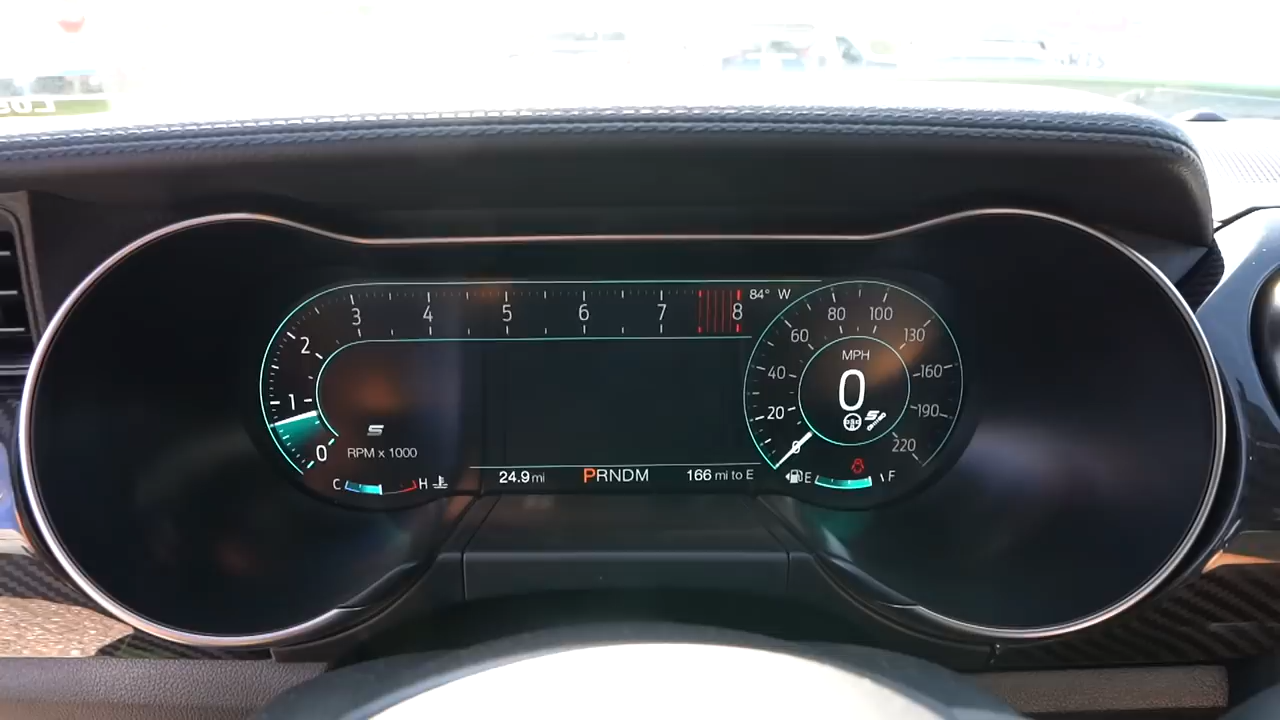 3 4 5 6 7 8
84° W
2
1
0
S
RPM x 1000
C H
24.9 mi
PRNDM
166 mi to E
80 100
60 130
40 160
20 190
0 220
MPH
0
S
E F